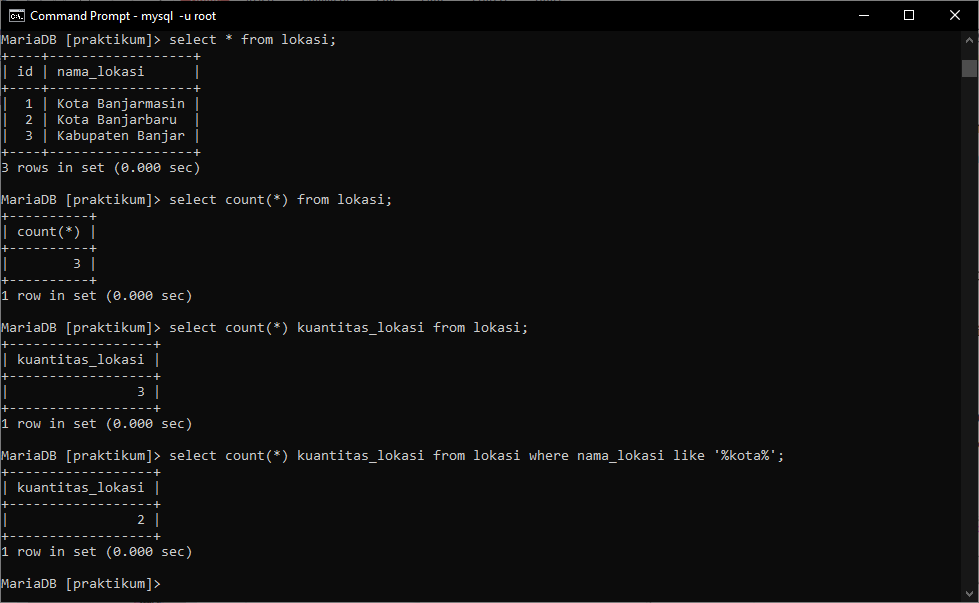 Command Prompt - mysql  -u root
MariaDB [praktikum]> select * from lokasi;
+----+------------------+
| id | nama_lokasi      |
+----+------------------+
|  1 | Kota Banjarmasin |
|  2 | Kota Banjarbaru  |
|  3 | Kabupaten Banjar |
+----+------------------+
3 rows in set (0.000 sec)

MariaDB [praktikum]> select count(*) from lokasi;
+----------+
| count(*) |
+----------+
|        3 |
+----------+
1 row in set (0.000 sec)

MariaDB [praktikum]> select count(*) kuantitas_lokasi from lokasi;
+------------------+
| kuantitas_lokasi |
+------------------+
|                3 |
+------------------+
1 row in set (0.000 sec)

MariaDB [praktikum]> select count(*) kuantitas_lokasi from lokasi where nama_lokasi like '%kota%';
+------------------+
| kuantitas_lokasi |
+------------------+
|                2 |
+------------------+
1 row in set (0.000 sec)

MariaDB [praktikum]>